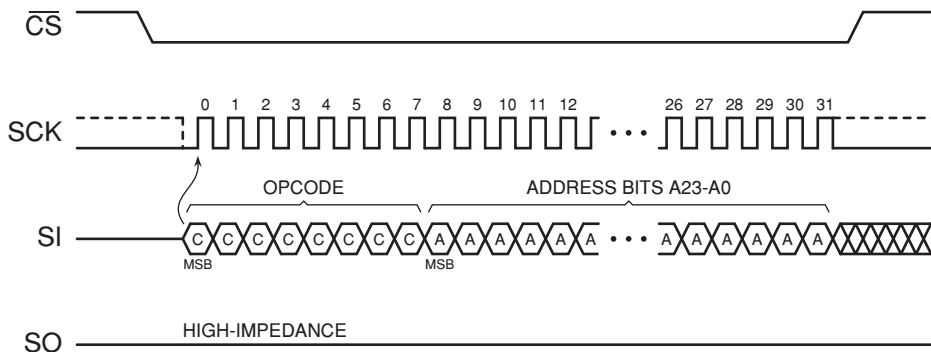 CS
0 1 2 3 4 5 6 7 8 9 10 11 12 26 27 28 29 30 31
SCK
OPCODE ADDRESS BITS A23-A0
SI C C C C C C C C A A A A A A A A A A A A
MSB MSB
HIGH-IMPEDANCE
SO